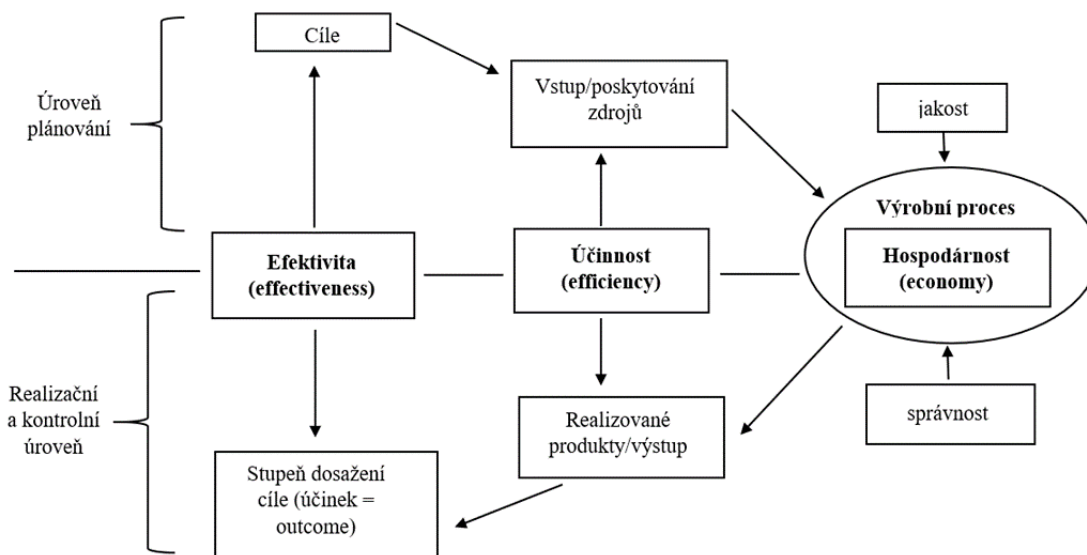 Cíle
Úroveň
plánování
Vstup/poskytování
zdrojů
jakost
Výrobní proces
Efektivita
(effectiveness)
Účinnost
(efficiency)
Hospodárnost
(economy)
Realizační
a kontrolní
úroveň
Realizované
produkty/výstup
správnost
Stupeň dosažení
cíle (účinek =
outcome)